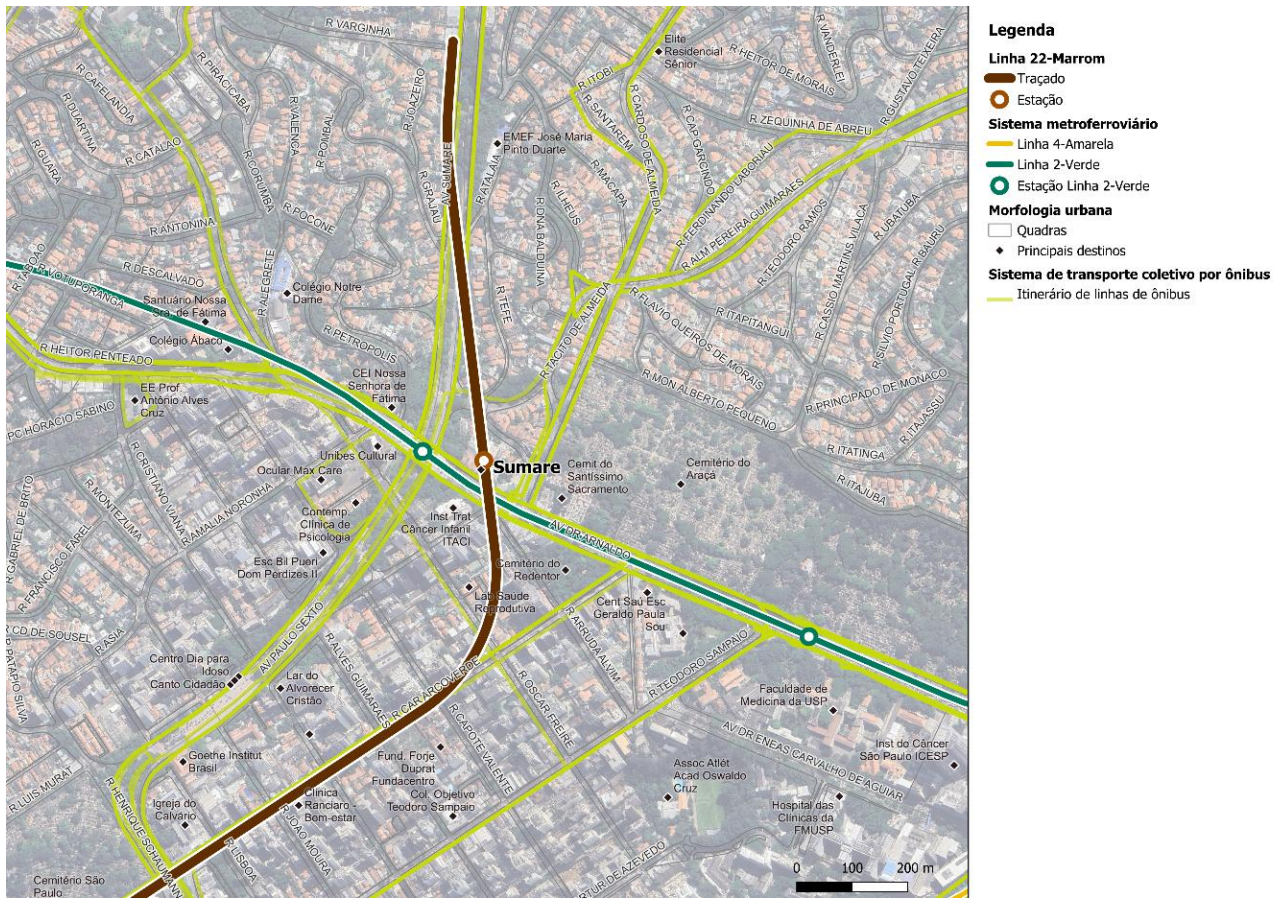 Legenda
Linha 22-Marrom
Traçado
Estação
Sistema metroferroviário
Linha 4-Amarela
Linha 2-Verde
Estação Linha 2-Verde
Morfologia urbana
Quadras
Principais destinos
Sistema de transporte coletivo por ônibus
Itinerário de linhas de ônibus
R VARGINHA
R CAFELANDIA
R PIRACICABA
R DUARTINA
R GUARA
R CATALAO
R VALENCA
R POMBAL
R JOAZEIRO
R CORUMBA
AV SUMARE
R GRAJAU
R ATALAIA
EMEF José Maria
Pinto Duarte
Elite
Residencial
Sênior
R ITOBI
R SANTAREM
R CARDOSO DE ALMEIDA
R HEITOR DE MORAIS
R VANDERLEI
R GUSTAVO TEIXEIRA
R ZEQUINHA DE ABREU
R CAPARGCINDO
R FERDINANDO LABORIAU
R ALM PEREIRA GUIMARAES
R MACAPA
R ILHEUS
R DNA BALDUINA
R POCONE
R ANTONINA
R DESCALVADO
R ALEGRETE
R TABOAO
R VOTUPORANGA
Santuário Nossa
Sra. de Fátima
Colégio Notre
Dame
Colégio Ábaco
R PETROPOLIS
R HEITOR PENTEADO
R TEFE
R TACITO DE ALMEIDA
R TEODORO RAMOS
R CASSIO MARTINS VILACA
R UBATUBA
R SILVIO PORTUGAL
R BAURU
R FLAVIO QUEIROS DE MORAIS
R ITAPITANGUI
R MON ALBERTO PEQUENO
R PRINCIPADO DE MONACO
R ITAJASSU
R ITATINGA
R ITAJUBA
EE Prof.
Antônio Alves
Cruz
PC HORACIO SABINO
CEI Nossa
Senhora de
Fátima
Unibes Cultural
Ocular Max Care
Sumare
Cemit do
Santíssimo
Sacramento
Cemitério do
Araçá
R CRISTIANO VIANA
R AMALIA NORONHA
R MONTEZUMA
R GABRIEL DE BRITO
R FRANCISCO FAREL
Contemp.
Clínica de
Psicologia
Inst Trat
Câncer Infanil
ITACI
AV DR ARNALDO
Esc Bil Puerl
Dom Perdizes II
Cemitério do
Redentor
Lab Saúde
Reprodutiva
Cent Saú Esc
Geraldo Paula
Sou
R CD DE SOUSEL
R ASIA
R PATAPIO SILVA
AV PAULO SEXTO
Centro Dia para
Idoso
Canto Cidadão
Lar do
Alvorecer
Cristão
R ALVES GUIMARAES
R CAR ARCOVERDE
R ARRUDA ALVIM
R TEODORO SAMPAIO
R OSCAR FREIRE
R CAPOTE VALENTE
Faculdade de
Medicina da USP
AV DR ENEAS CARVALHO DE AGUIAR
Inst do Câncer
São Paulo ICESP
Goethe Institut
Brasil
R LUIS MURAT
R HENRIQUE SCHAUMANN
Igreja do
Calvário
Fund. Forje
Duprat
Fundacentro
Clínica
Ranciaro -
Bom-estar
Col. Objetivo
Teodoro Sampaio
Assoc Atlét
Acad Oswaldo
Cruz
Hospital das
Clínicas da
FMUSP
R JOAO MOURA
R LISBOA
Cemitério São
Paulo
0 100 200 m